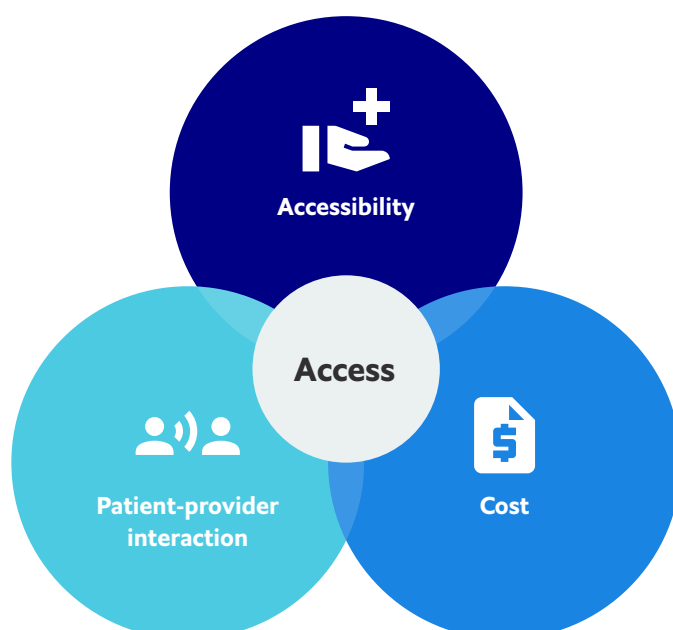 Accessibility
Access
Patient-provider
interaction
Cost